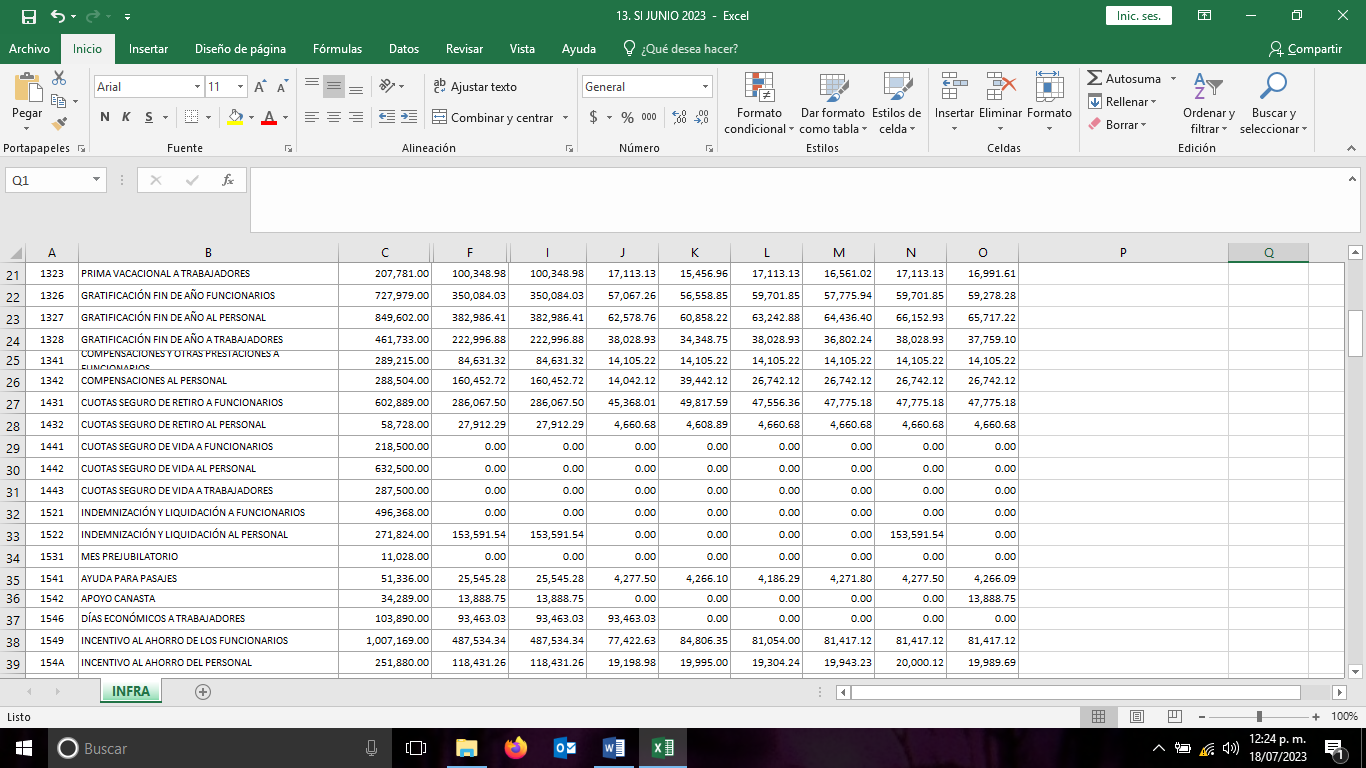 13. SI JUNIO 2023 - Excel
Inic. ses.
Archivo Inicio Insertar Diseño de página Fórmulas Datos Revisar Vista Ayuda ¿Qué desea hacer? Compartir
Pegar
Portapapeles
Arial 11
N K S
Fuente
Ajustar texto
Combinar y centrar
Alineación
General
$ % 000
Número
Formato condicional
Dar formato como tabla
Estilos de celda
Estilos
Insertar Eliminar Formato
Celdas
Autosuma
Rellenar
Borrar
Ordenar y filtrar
Buscar y seleccionar
Edición
Q1
fx
A B C F I J K L M N O P Q
21 1323 PRIMA VACACIONAL A TRABAJADORES 207,781.00 100,348.98 100,348.98 17,113.13 15,456.96 17,113.13 16,561.02 17,113.13 16,991.61
22 1326 GRATIFICACIÓN FIN DE AÑO FUNCIONARIOS 727,979.00 350,084.03 350,084.03 57,067.26 56,558.85 59,701.85 57,775.94 59,701.85 59,278.28
23 1327 GRATIFICACIÓN FIN DE AÑO AL PERSONAL 849,602.00 382,986.41 382,986.41 62,578.76 60,858.22 63,242.88 64,436.40 66,152.93 65,717.22
24 1328 GRATIFICACIÓN FIN DE AÑO A TRABAJADORES 461,733.00 222,996.88 222,996.88 38,028.93 34,348.75 38,028.93 36,802.24 38,028.93 37,759.10
25 1341 COMPENSACIONES Y OTRAS PRESTACIONES A FUNCIONARIOS 289,215.00 84,631.32 84,631.32 14,105.22 14,105.22 14,105.22 14,105.22 14,105.22 14,105.22
26 1342 COMPENSACIONES AL PERSONAL 288,504.00 160,452.72 160,452.72 14,042.12 39,442.12 26,742.12 26,742.12 26,742.12 26,742.12
27 1431 CUOTAS SEGURO DE RETIRO A FUNCIONARIOS 602,889.00 286,067.50 286,067.50 45,368.01 49,817.59 47,556.36 47,775.18 47,775.18 47,775.18
28 1432 CUOTAS SEGURO DE RETIRO AL PERSONAL 58,728.00 27,912.29 27,912.29 4,660.68 4,608.89 4,660.68 4,660.68 4,660.68 4,660.68
29 1441 CUOTAS SEGURO DE VIDA A FUNCIONARIOS 218,500.00 0.00 0.00 0.00 0.00 0.00 0.00 0.00 0.00
30 1442 CUOTAS SEGURO DE VIDA AL PERSONAL 632,500.00 0.00 0.00 0.00 0.00 0.00 0.00 0.00 0.00
31 1443 CUOTAS SEGURO DE VIDA A TRABAJADORES 287,500.00 0.00 0.00 0.00 0.00 0.00 0.00 0.00 0.00
32 1521 INDEMNIZACIÓN Y LIQUIDACIÓN A FUNCIONARIOS 496,368.00 0.00 0.00 0.00 0.00 0.00 0.00 0.00 0.00
33 1522 INDEMNIZACIÓN Y LIQUIDACIÓN AL PERSONAL 271,824.00 153,591.54 153,591.54 0.00 0.00 0.00 0.00 153,591.54 0.00
34 1531 MES PREJUBILATORIO 11,028.00 0.00 0.00 0.00 0.00 0.00 0.00 0.00 0.00
35 1541 AYUDA PARA PASAJES 51,336.00 25,545.28 25,545.28 4,277.50 4,266.10 4,186.29 4,271.80 4,277.50 4,266.09
36 1542 APOYO CANASTA 34,289.00 13,888.75 13,888.75 0.00 0.00 0.00 0.00 0.00 13,888.75
37 1546 DÍAS ECONÓMICOS A TRABAJADORES 103,890.00 93,463.03 93,463.03 93,463.03 0.00 0.00 0.00 0.00 0.00
38 1549 INCENTIVO AL AHORRO DE LOS FUNCIONARIOS 1,007,169.00 487,534.34 487,534.34 77,422.63 84,806.35 81,054.00 81,417.12 81,417.12 81,417.12
39 154A INCENTIVO AL AHORRO DEL PERSONAL 251,880.00 118,431.26 118,431.26 19,198.98 19,995.00 19,304.24 19,943.23 20,000.12 19,989.69
INFRA
Listo
100%
Buscar
12:24 p. m.
18/07/2023
1